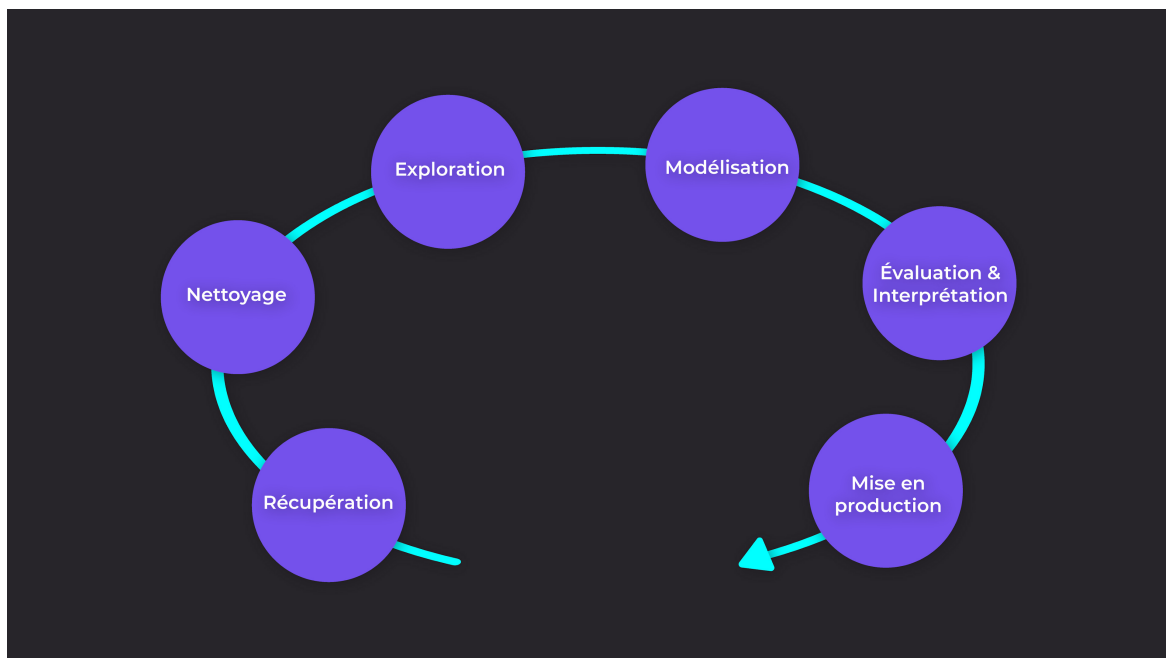 Exploration
Modélisation
Nettoyage
Évaluation &
Interprétation
Récupération
Mise en
production